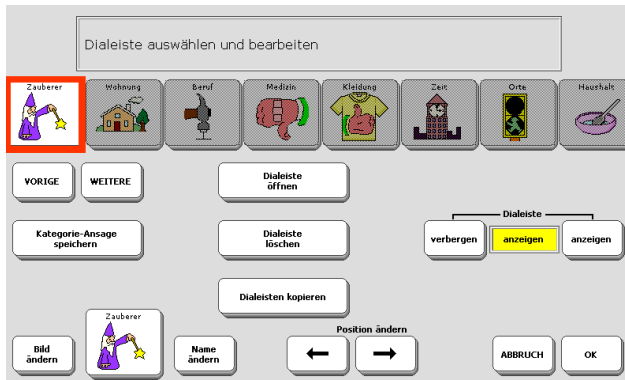 Dialeiste auswählen und bearbeiten
Zauberer
Wohnung
Beruf
Medizin
Kleidung
Zeit
Orte
Haushalt
VORIGE
WEITERE
Dialeiste
öffnen
Dialeiste
Kategorie-Ansage
speichern
Dialeiste
löschen
verbergen
anzeigen
anzeigen
Dialeisten kopieren
Zauberer
Position ändern
Bild
ändern
Name
ändern
ABBRUCH
OK